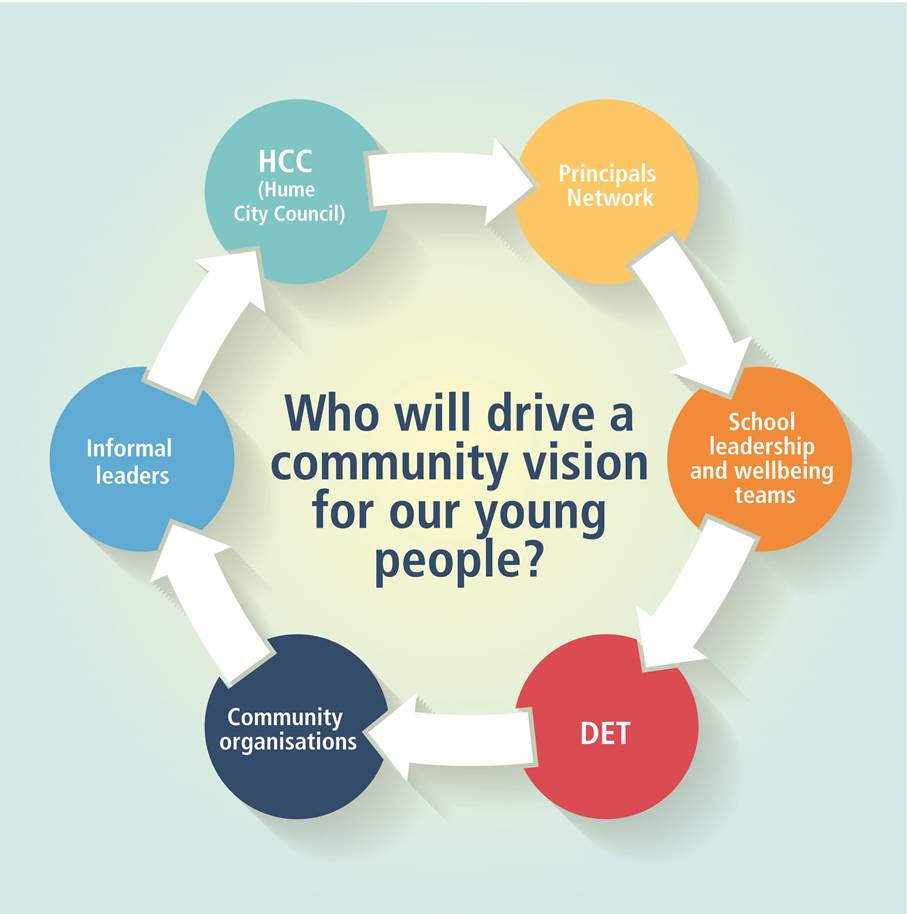 HCC
(Hume
City Council)
Principals
Network
School
leadership
and wellbeing
teams
DET
Community
organisations
Informal
leaders
Who will drive a
community vision
for our young
people?